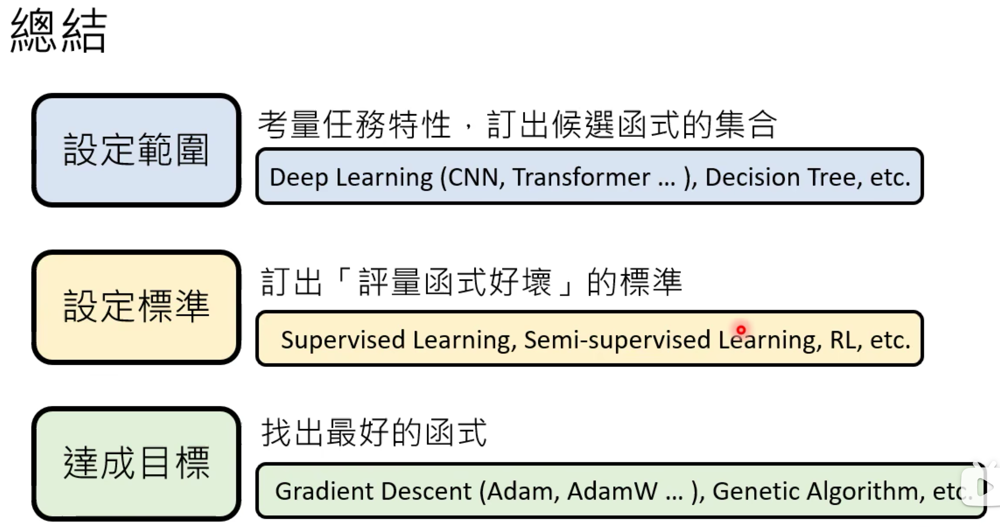 總結
設定範圍
考量任務特性，訂出候選函式的集合
Deep Learning (CNN, Transformer ... ), Decision Tree, etc.
設定標準
訂出「評量函式好壞」的標準
Supervised Learning, Semi-supervised Learning, RL, etc.
達成目標
找出最好的函式
Gradient Descent (Adam, AdamW ... ), Genetic Algorithm, etc.